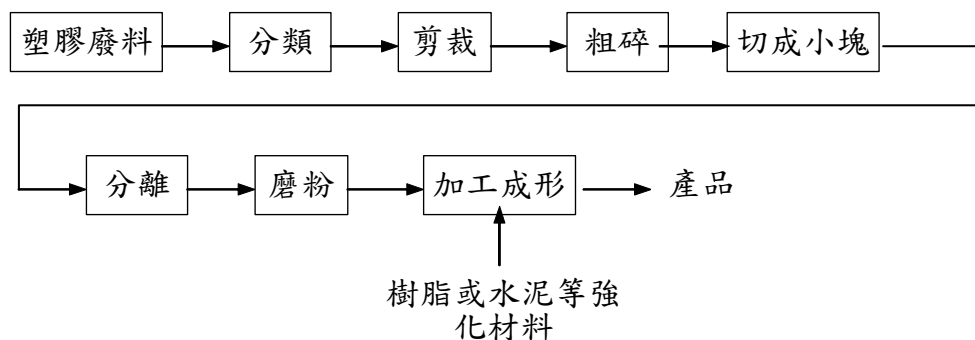 塑膠廢料
分類
剪裁
粗碎
切成小塊
分離
磨粉
加工成形
產品
樹脂或水泥等強
化材料